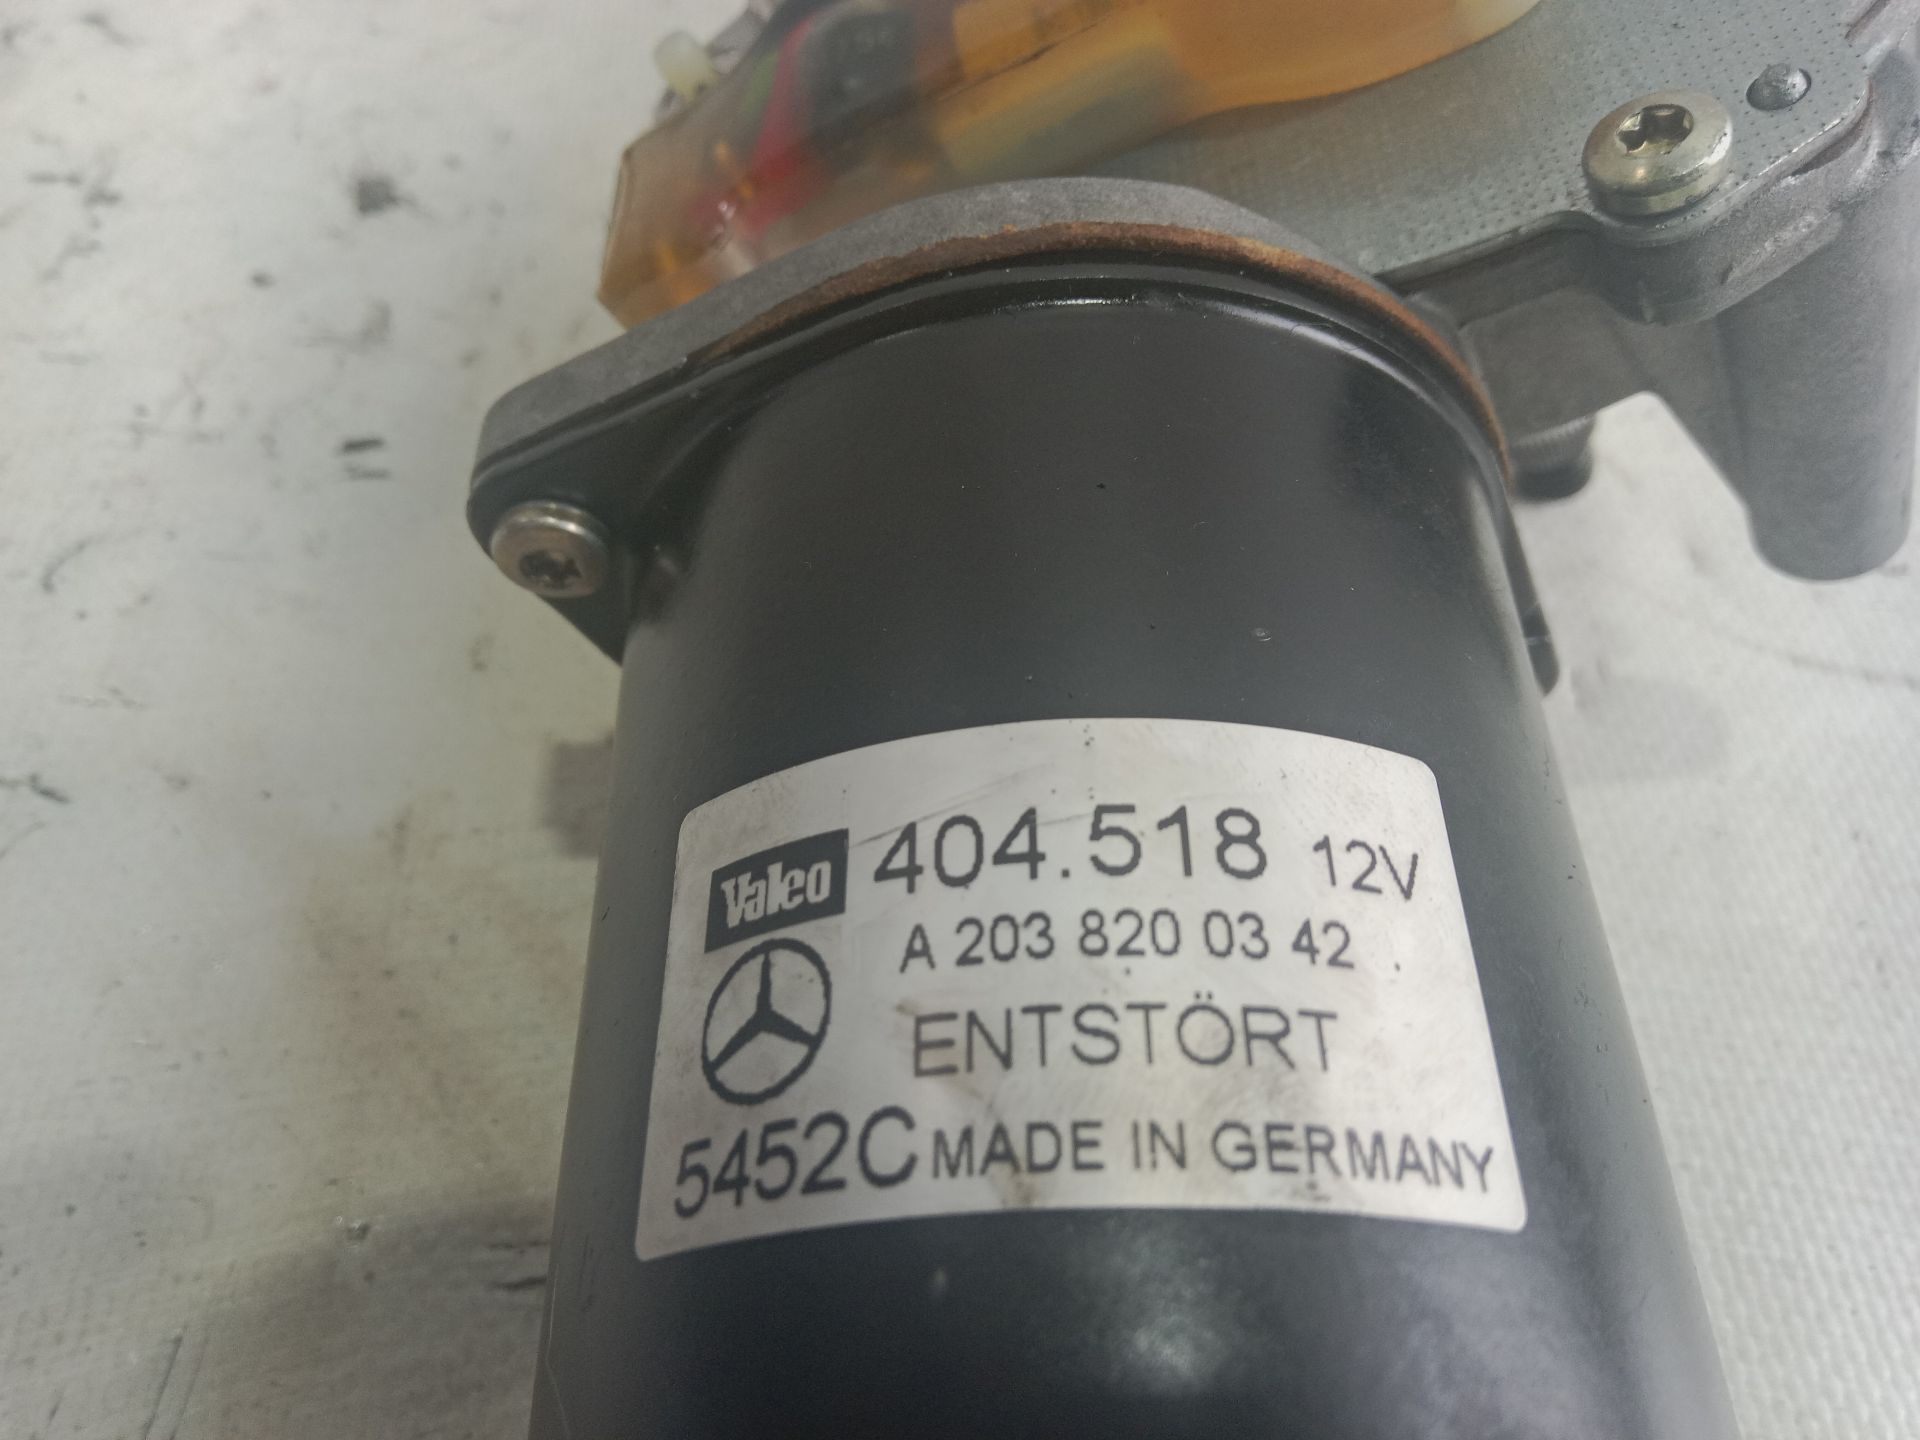 Valeo 404.518 12V
A 203 820 03 42
ENTSTÖRT
5452C MADE IN GERMANY